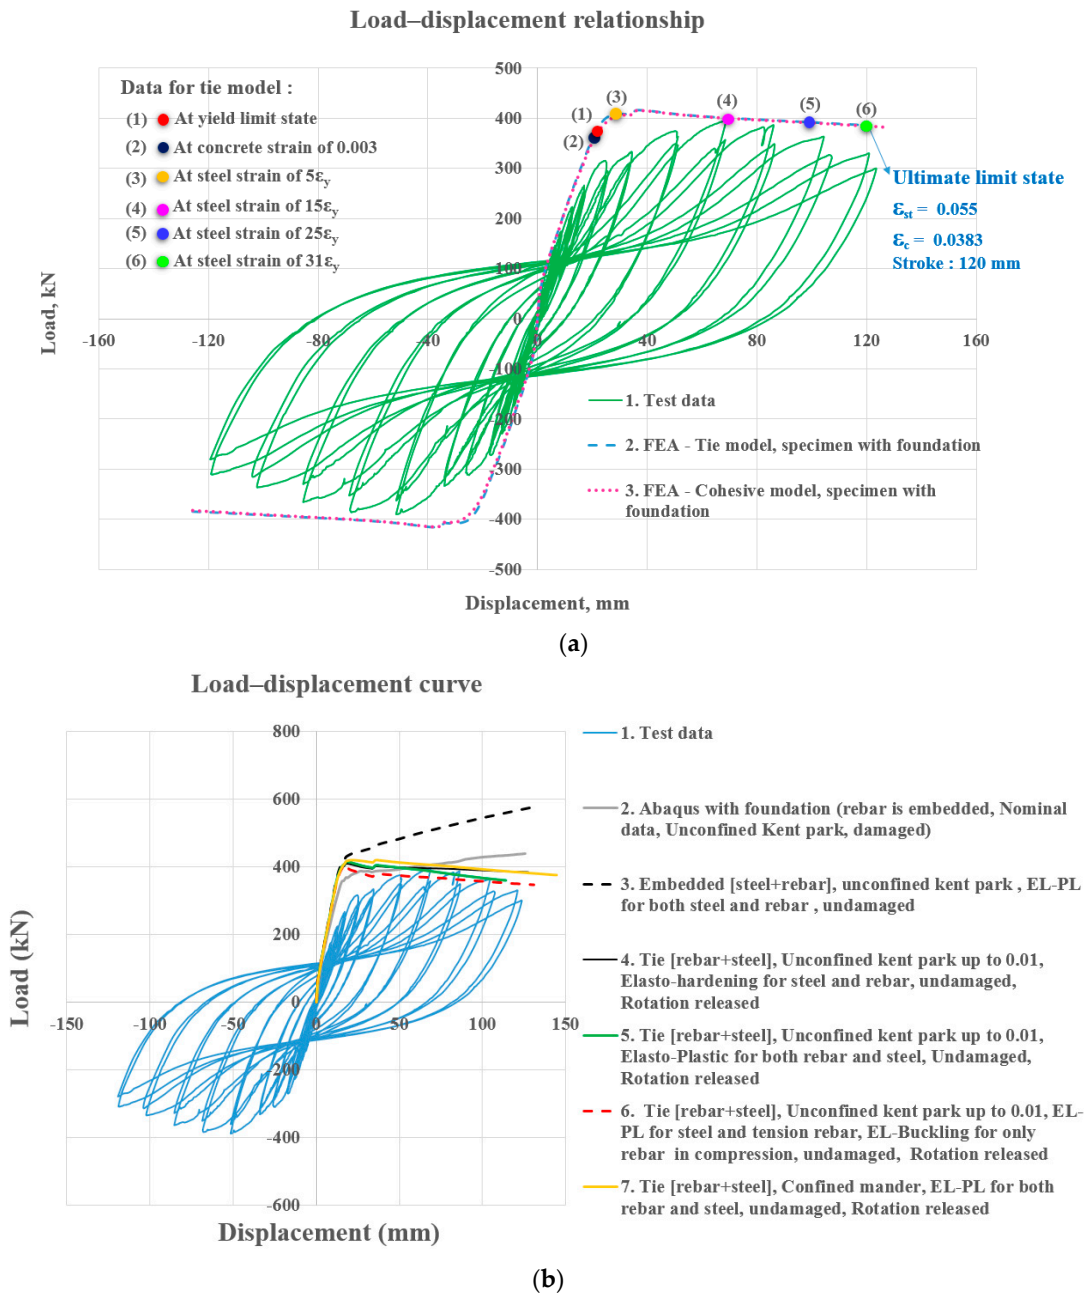 Load–displacement relationship
Data for tie model :
(1) At yield limit state
(2) At concrete strain of 0.003
(3) At steel strain of 5εy
(4) At steel strain of 15εy
(5) At steel strain of 25εy
(6) At steel strain of 31εy
500
400
300
200
100
0
-100
-200
-300
-400
-500
-160
-120
-80
-40
0
40
80
120
160
(1)
(2)
(3)
(4)
(5)
(6)
Ultimate limit state
εst = 0.055
εc = 0.0383
Stroke : 120 mm
Load, kN
1. Test data
2. FEA - Tie model, specimen with foundation
3. FEA - Cohesive model, specimen with
foundation
Displacement, mm
(a)
Load–displacement curve
800
600
400
200
0
-200
-400
-600
-150
-100
-50
0
50
100
150
Load (kN)
Displacement (mm)
1. Test data
2. Abaqus with foundation (rebar is embedded, Nominal
data, Unconfined Kent park, damaged)
3. Embedded [steel+rebar], unconfined kent park , EL-PL
for both steel and rebar , undamaged
4. Tie [rebar+steel], Unconfined kent park up to 0.01,
Elasto-hardening for steel and rebar, undamaged,
Rotation released
5. Tie [rebar+steel], Unconfined kent park up to 0.01,
Elasto-Plastic for both rebar and steel, Undamaged,
Rotation released
6. Tie [rebar+steel], Unconfined kent park up to 0.01, EL-
PL for steel and tension rebar, EL-Buckling for only
rebar in compression, undamaged, Rotation released
7. Tie [rebar+steel], Confined mander, EL-PL for both
rebar and steel, undamaged, Rotation released
(b)